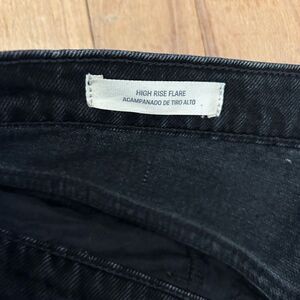 HIGH RISE FLARE
ACAMPANADO DE TIRO ALTO